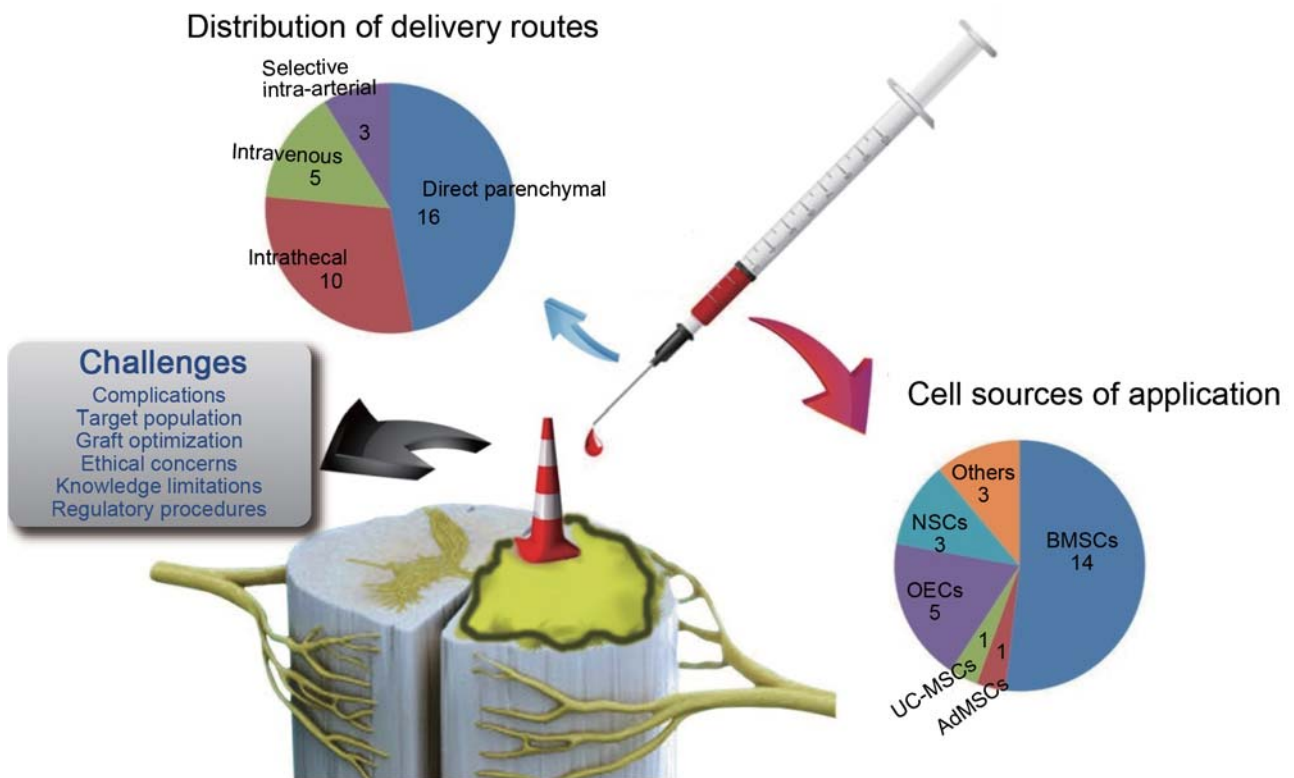 Distribution of delivery routes
Selective
intra-arterial
3
Intravenous
5
Direct parenchymal
16
Intrathecal
10
Challenges
Complications
Target population
Graft optimization
Ethical concerns
Knowledge limitations
Regulatory procedures
Cell sources of application
Others
3
NSCs
3
BMSCs
14
OECs
5
1
1
UC-MSCs
AdMSCs